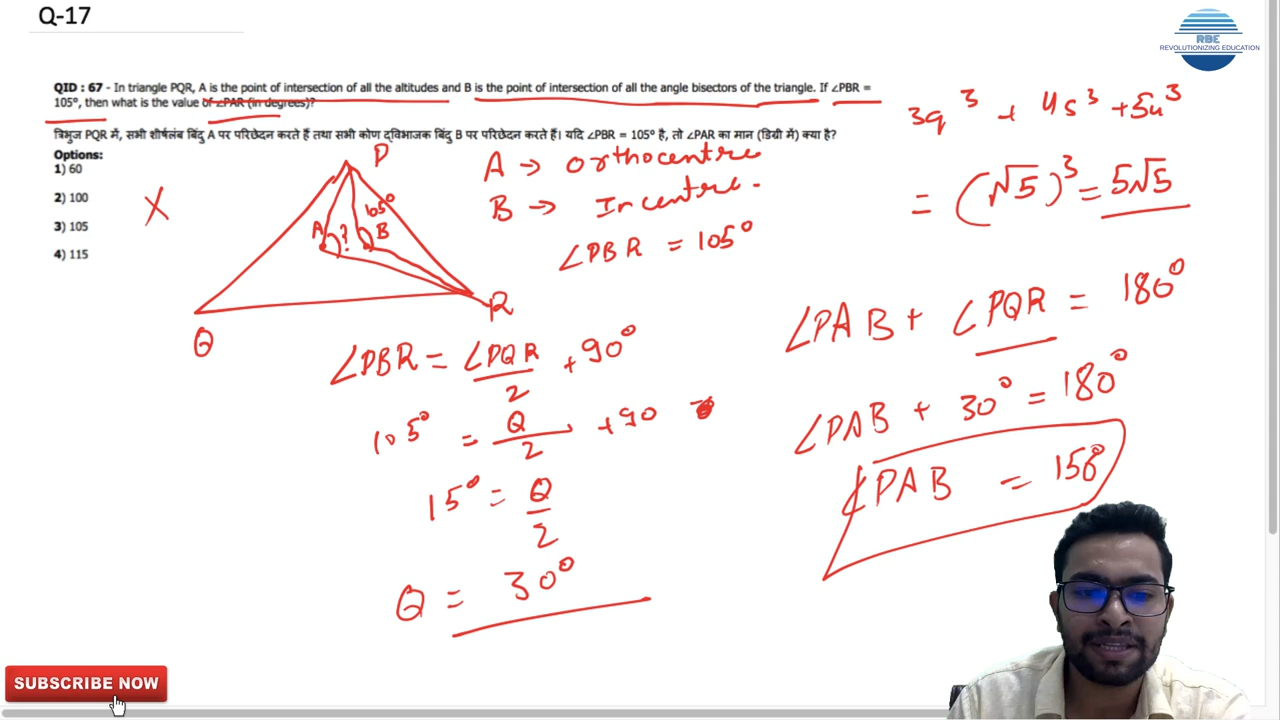 Q-17
RBE
REVOLUTIONIZING EDUCATION
QID : 67 - In triangle PQR, A is the point of intersection of all the altitudes and B is the point of intersection of all the angle bisectors of the triangle. If ∠PBR =
105°, then what is the value of ∠PAR (in degrees)?
त्रिभुज PQR में, सभी शीर्षलंब बिंदु A पर परिछेदन करते हैं तथा सभी कोण द्विभाजक बिंदु B पर परिछेदन करते हैं। यदि ∠PBR = 105° है, तो ∠PAR का मान (डिग्री में) क्या है?
Options:
1) 60
2) 100
3) 105
4) 115
P
A
?
105°
B
Q
R
A → Orthocentre
B → Incentre.
∠PBR = 105°
∠PBR = ∠PQR/2 + 90°
105° = Q/2 + 90
15° = Q/2
Q = 30°
3q³ + 4s³ + 5u³
= (√5)³ = 5√5
∠PAB + ∠PQR = 180°
∠PAB + 30° = 180°
∠PAB = 150°
SUBSCRIBE NOW